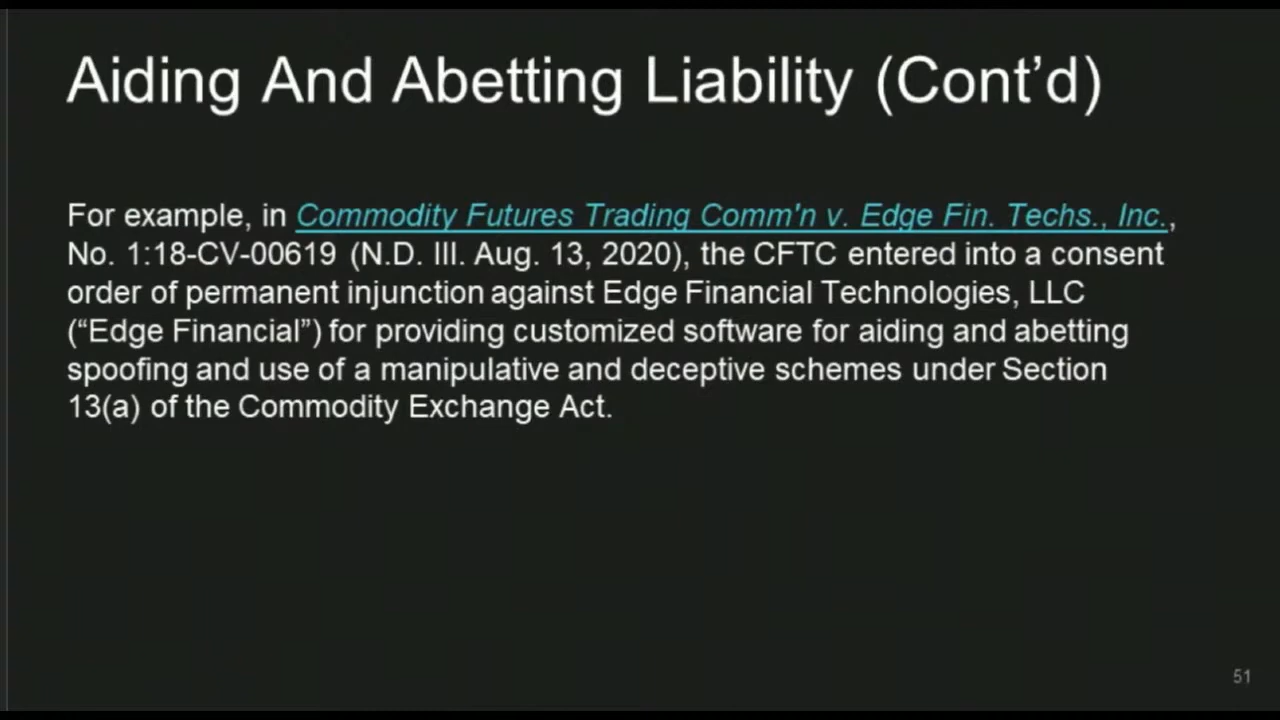 Aiding And Abetting Liability (Cont’d)
For example, in Commodity Futures Trading Comm'n v. Edge Fin. Techs., Inc.,
No. 1:18-CV-00619 (N.D. Ill. Aug. 13, 2020), the CFTC entered into a consent
order of permanent injunction against Edge Financial Technologies, LLC
(“Edge Financial”) for providing customized software for aiding and abetting
spoofing and use of a manipulative and deceptive schemes under Section
13(a) of the Commodity Exchange Act.
51